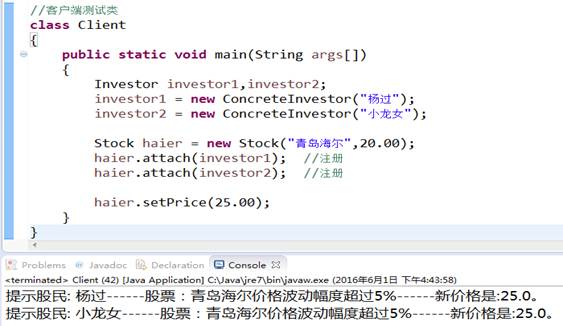 //客户端测试类
class Client
{
    public static void main(String args[])
    {
        Investor investor1,investor2;
        investor1 = new ConcreteInvestor("杨过");
        investor2 = new ConcreteInvestor("小龙女");
        Stock haier = new Stock("青岛海尔",20.00);
        haier.attach(investor1);  //注册
        haier.attach(investor2);  //注册
        haier.setPrice(25.00);
    }
}
Problems @ Javadoc Declaration Console
<terminated> Client (42) [Java Application] C:\Java\jre7\bin\javaw.exe (2016年6月1日 下午4:43:58)
提示股民: 杨过------股票：青岛海尔价格波动幅度超过5%------新价格是:25.0。
提示股民: 小龙女------股票：青岛海尔价格波动幅度超过5%------新价格是:25.0。